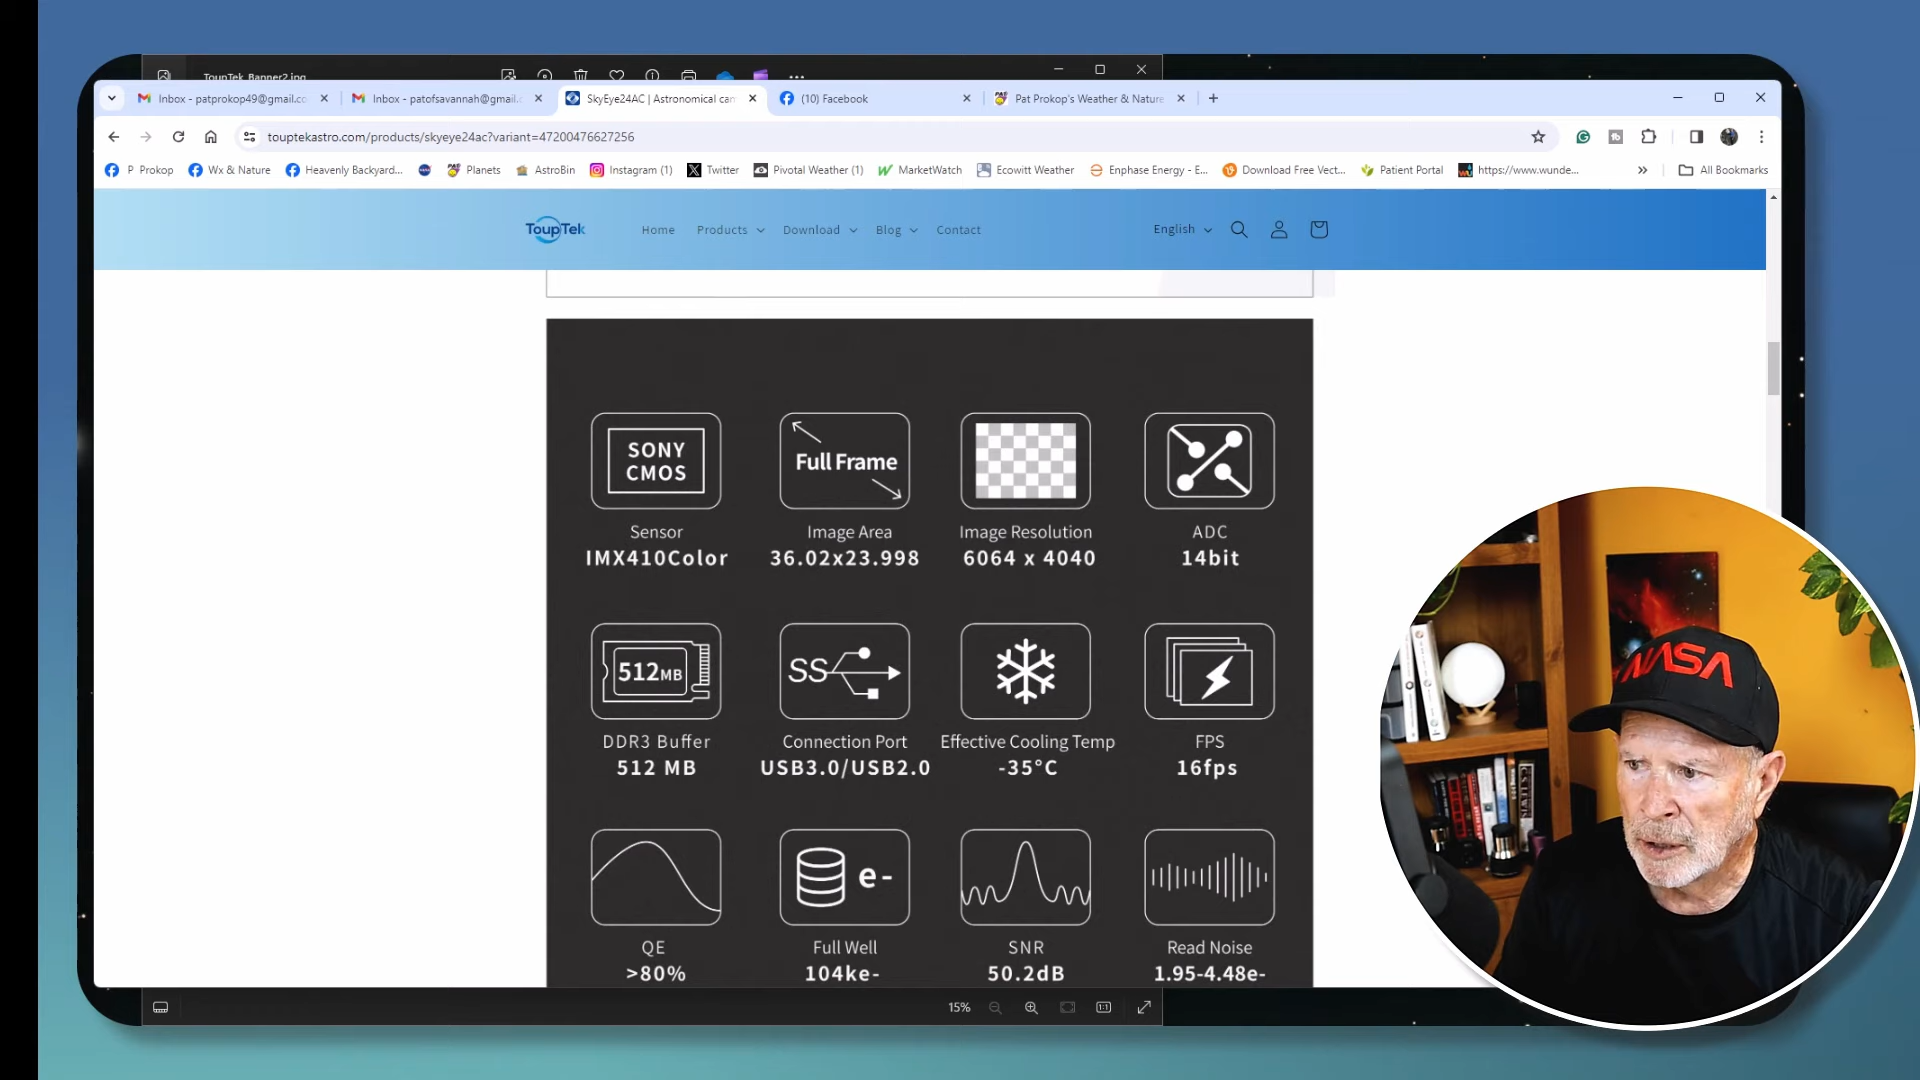 ToupTek_Banner2.jpg
Inbox - patprokop49@gmail.co
Inbox - patofsavannah@gmail.
SkyEye24AC | Astronomical cam
(10) Facebook
Pat Prokop's Weather & Nature
touptekastro.com/products/skyeye24ac?variant=47200476627256
P Prokop
Wx & Nature
Heavenly Backyard...
Planets
AstroBin
Instagram (1)
Twitter
Pivotal Weather (1)
MarketWatch
Ecowitt Weather
Enphase Energy - E...
Download Free Vect...
Patient Portal
https://www.wunde...
All Bookmarks
ToupTek
Home
Products
Download
Blog
Contact
English
SONY
CMOS
Full Frame
Sensor
Image Area
Image Resolution
ADC
IMX410Color
36.02x23.998
6064 x 4040
14bit
512MB
SS
DDR3 Buffer
Connection Port
Effective Cooling Temp
FPS
512 MB
USB3.0/USB2.0
-35°C
16fps
e-
QE
Full Well
SNR
Read Noise
>80%
104ke-
50.2dB
1.95-4.48e-
NASA
15%
1:1